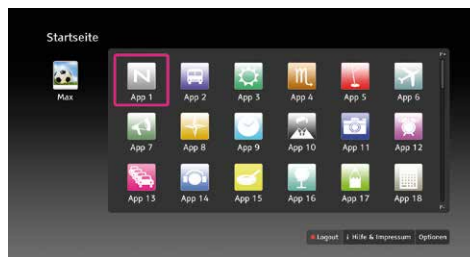 Startseite
Max
N
App 1 App 2 App 3 App 4 App 5 App 6
App 7 App 8 App 9 App 10 App 11 App 12
App 13 App 14 App 15 App 16 App 17 App 18
P+
P-
Logout i Hilfe & Impressum Optionen